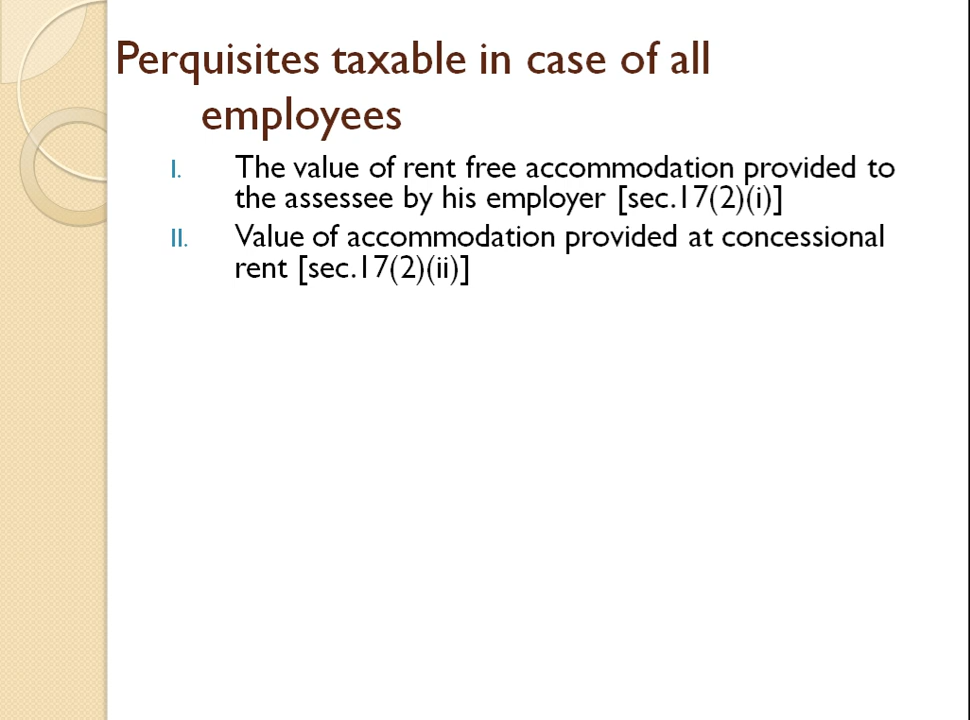 Perquisites taxable in case of all
employees
I. The value of rent free accommodation provided to
the assessee by his employer [sec.17(2)(i)]
II. Value of accommodation provided at concessional
rent [sec.17(2)(ii)]